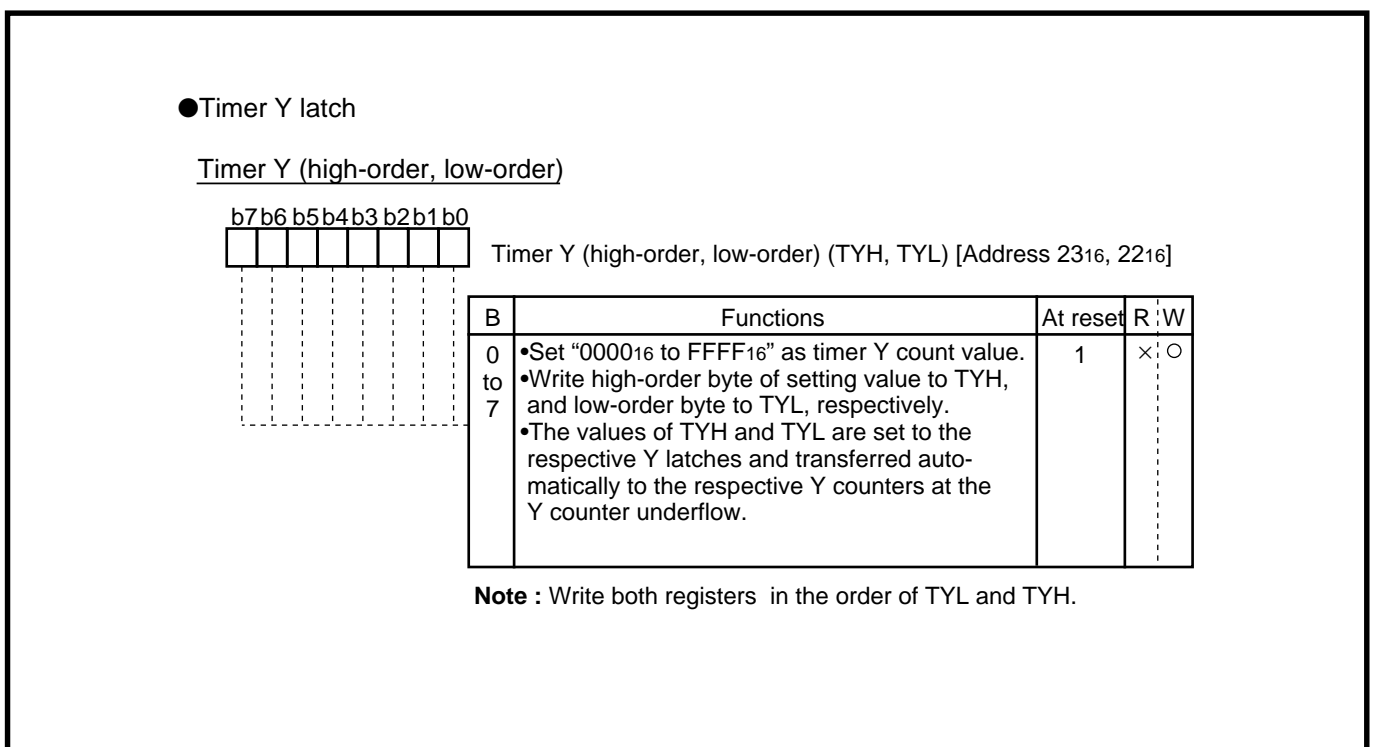 ●Timer Y latch
Timer Y (high-order, low-order)
b7 b6 b5 b4 b3 b2 b1 b0
Timer Y (high-order, low-order) (TYH, TYL) [Address 2316, 2216]
B Functions At reset R W
0 •Set “000016 to FFFF16” as timer Y count value. 1 × ○
to •Write high-order byte of setting value to TYH,
7 and low-order byte to TYL, respectively.
•The values of TYH and TYL are set to the
respective Y latches and transferred auto-
matically to the respective Y counters at the
Y counter underflow.
Note : Write both registers in the order of TYL and TYH.